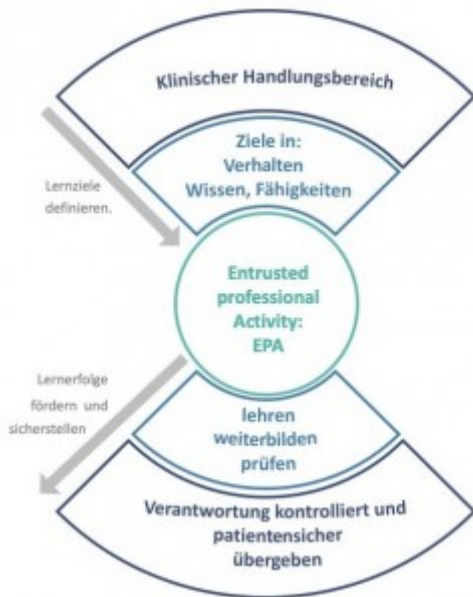 Klinischer Handlungsbereich
Ziele in:
Verhalten
Wissen, Fähigkeiten
Lernziele
definieren.
Entrusted
professional
Activity:
EPA
Lernerfolge
fördern und
sicherstellen
lehren
weiterbilden
prüfen
Verantwortung kontrolliert und
patientensicher
übergeben